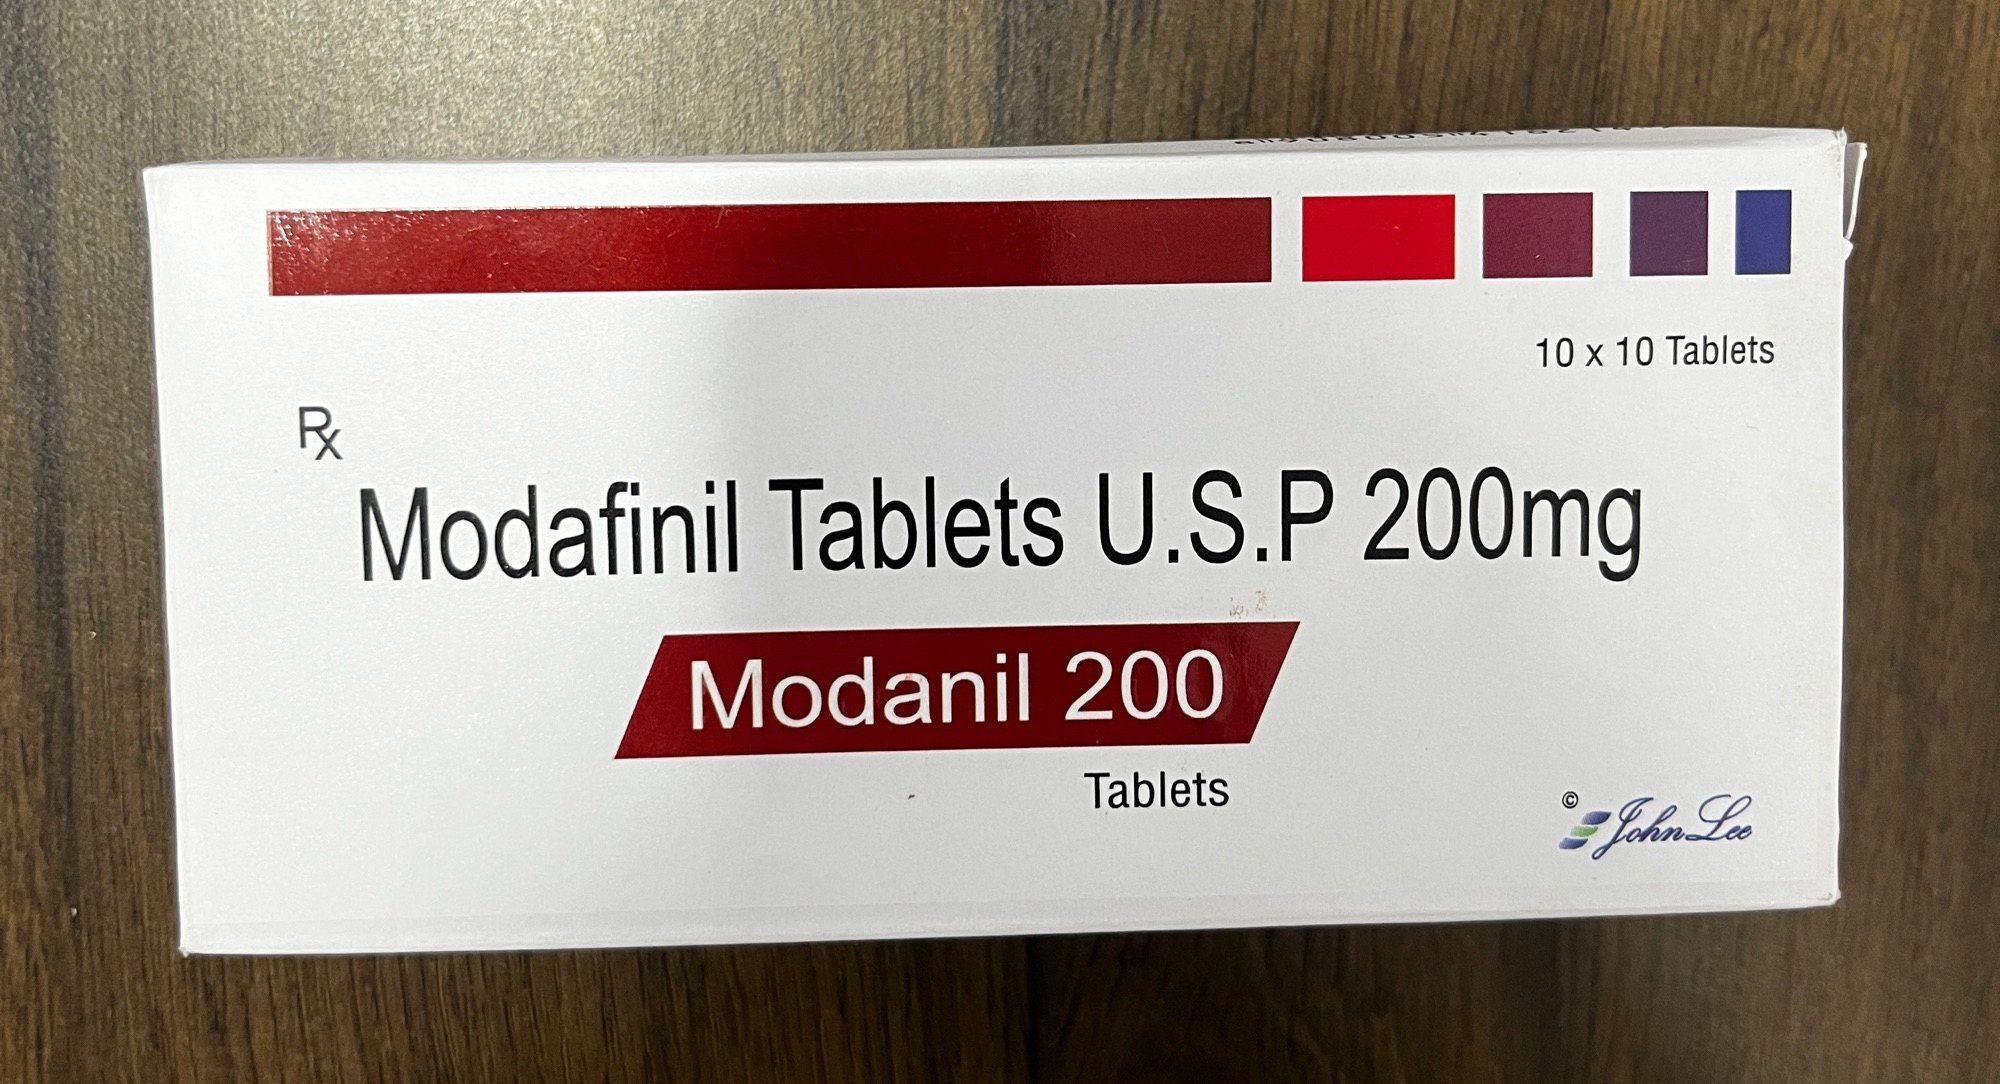 10 x 10 Tablets
Rx
Modafinil Tablets U.S.P 200mg
Modanil 200
Tablets
©
John Lee